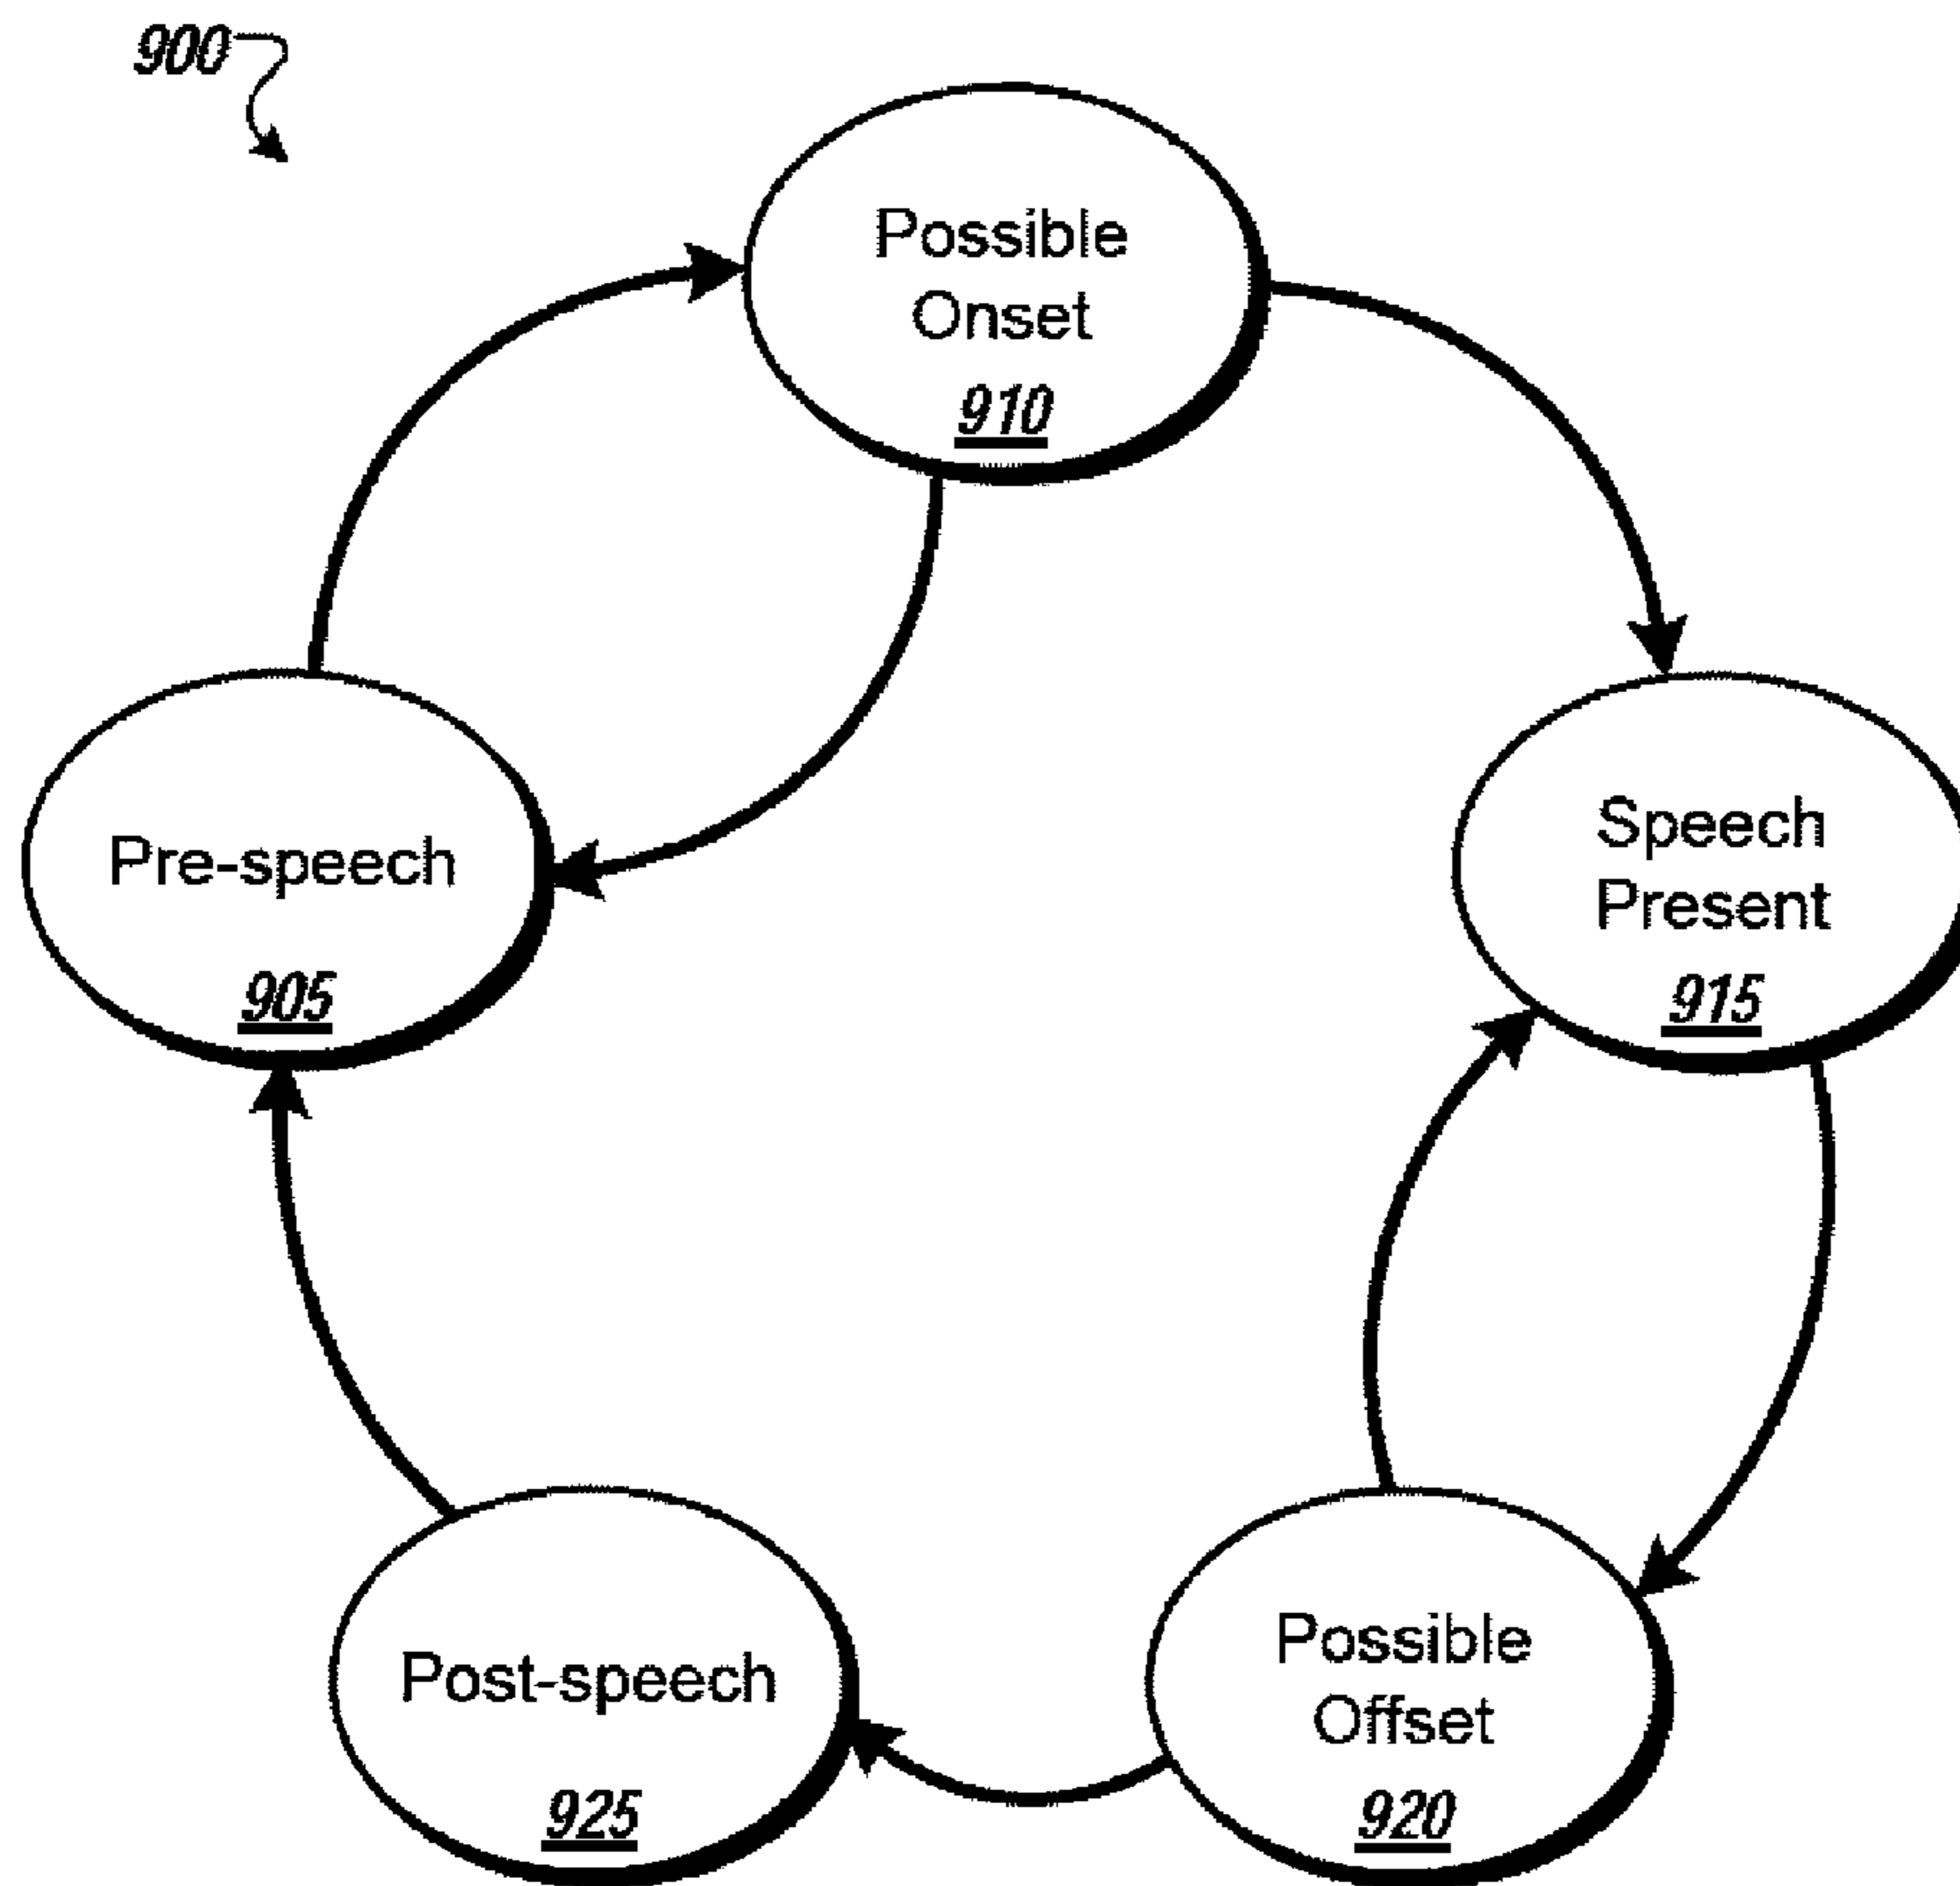 900
Possible
Onset
910
Pre-speech
905
Speech
Present
915
Post-speech
925
Possible
Offset
920